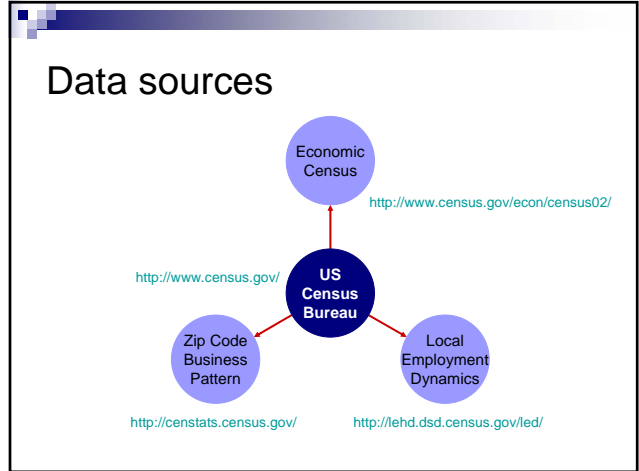 Data sources
Economic
Census
http://www.census.gov/econ/census02/
http://www.census.gov/
US
Census
Bureau
Zip Code
Business
Pattern
Local
Employment
Dynamics
http://censtats.census.gov/
http://lehd.dsd.census.gov/led/